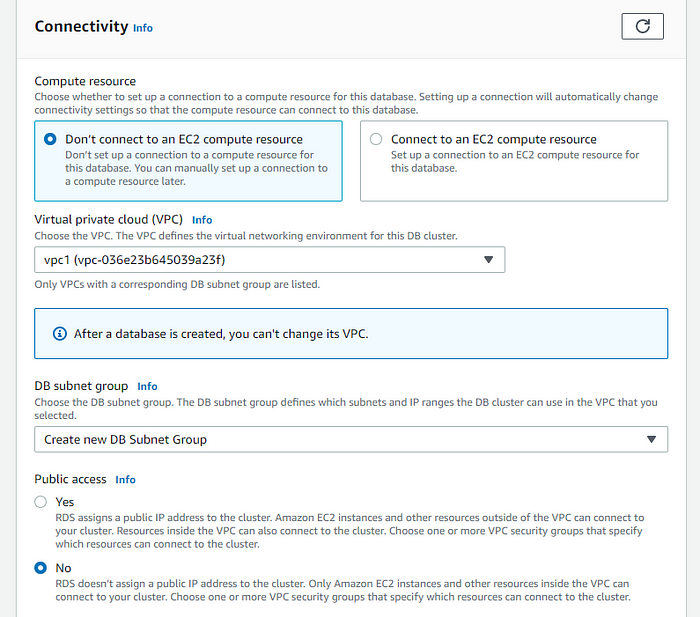 Connectivity Info
Compute resource
Choose whether to set up a connection to a compute resource for this database. Setting up a connection will automatically change
connectivity settings so that the compute resource can connect to this database.
Don't connect to an EC2 compute resource
Don't set up a connection to a compute resource for
this database. You can manually set up a connection to
a compute resource later.
Connect to an EC2 compute resource
Set up a connection to an EC2 compute resource for
this database.
Virtual private cloud (VPC) Info
Choose the VPC. The VPC defines the virtual networking environment for this DB cluster.
vpc1 (vpc-036e23b645039a23f)
Only VPCs with a corresponding DB subnet group are listed.
After a database is created, you can't change its VPC.
DB subnet group Info
Choose the DB subnet group. The DB subnet group defines which subnets and IP ranges the DB cluster can use in the VPC that you
selected.
Create new DB Subnet Group
Public access Info
Yes
RDS assigns a public IP address to the cluster. Amazon EC2 instances and other resources outside of the VPC can connect to
your cluster. Resources inside the VPC can also connect to the cluster. Choose one or more VPC security groups that specify
which resources can connect to the cluster.
No
RDS doesn't assign a public IP address to the cluster. Only Amazon EC2 instances and other resources inside the VPC can
connect to your cluster. Choose one or more VPC security groups that specify which resources can connect to the cluster.